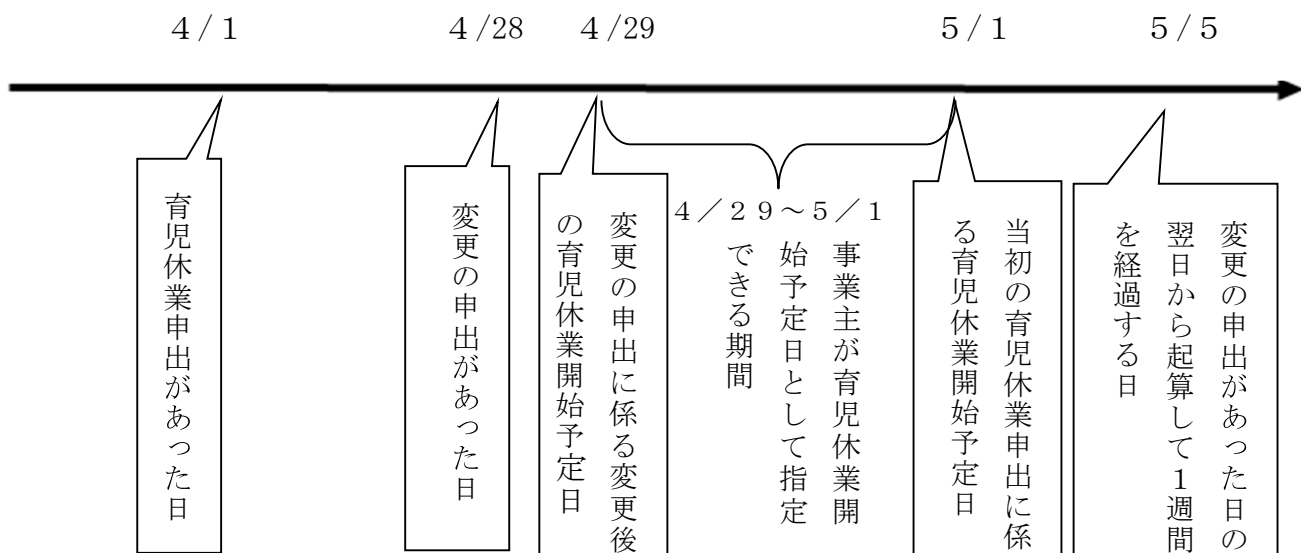 ４/１
４/28
４/29
５/１
５/５
育児休業申出があった日
変更の申出があった日
変更の申出に係る変更後
の育児休業開始予定日
４／２９～５／１
事業主が育児休業開
始予定日として指定
できる期間
当初の育児休業申出に係
る育児休業開始予定日
変更の申出があった日の
翌日から起算して１週間
を経過する日